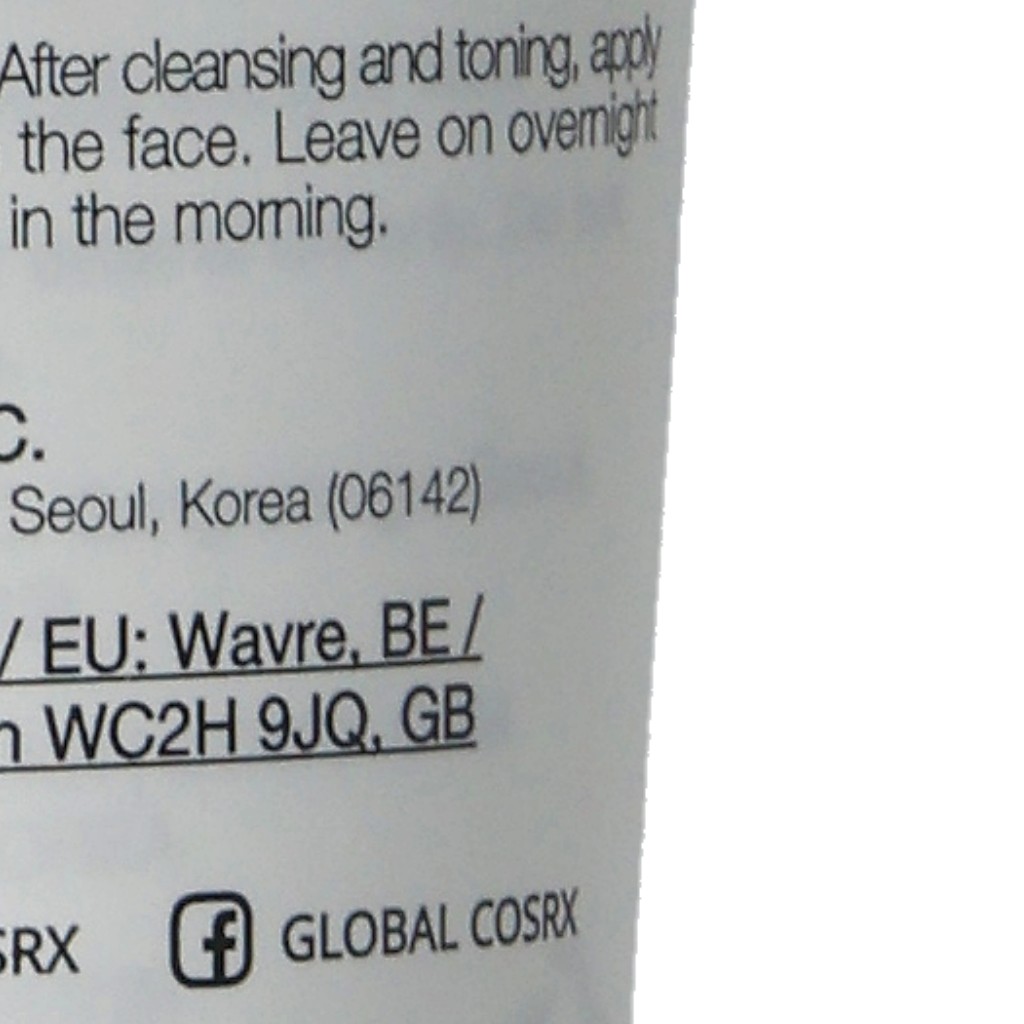 After cleansing and toning, apply
the face. Leave on overnight
in the morning.
C.
Seoul, Korea (06142)
/ EU: Wavre, BE /
n WC2H 9JQ, GB
SRX GLOBAL COSRX